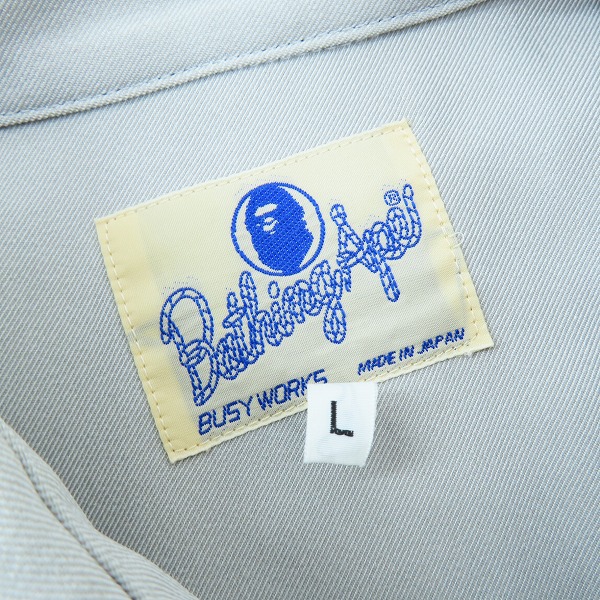 Bathing Ape ®
BUSY WORKS MADE IN JAPAN
L